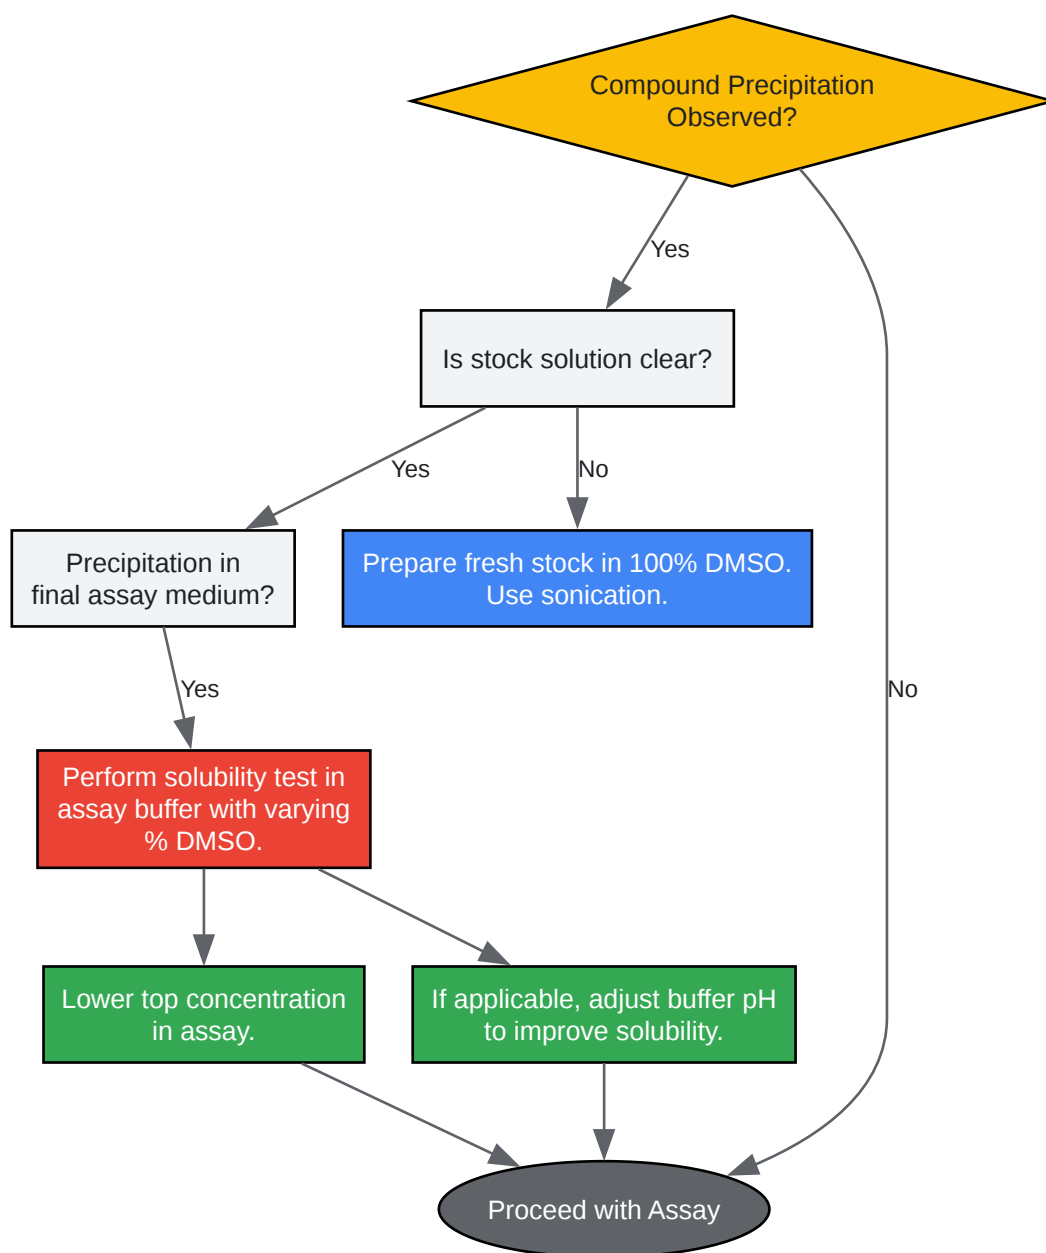 Compound Precipitation
Observed?
Yes
Is stock solution clear?
Yes
No
Precipitation in
final assay medium?
Prepare fresh stock in 100% DMSO.
Use sonication.
Yes
No
Perform solubility test in
assay buffer with varying
% DMSO.
Lower top concentration
in assay.
If applicable, adjust buffer pH
to improve solubility.
Proceed with Assay